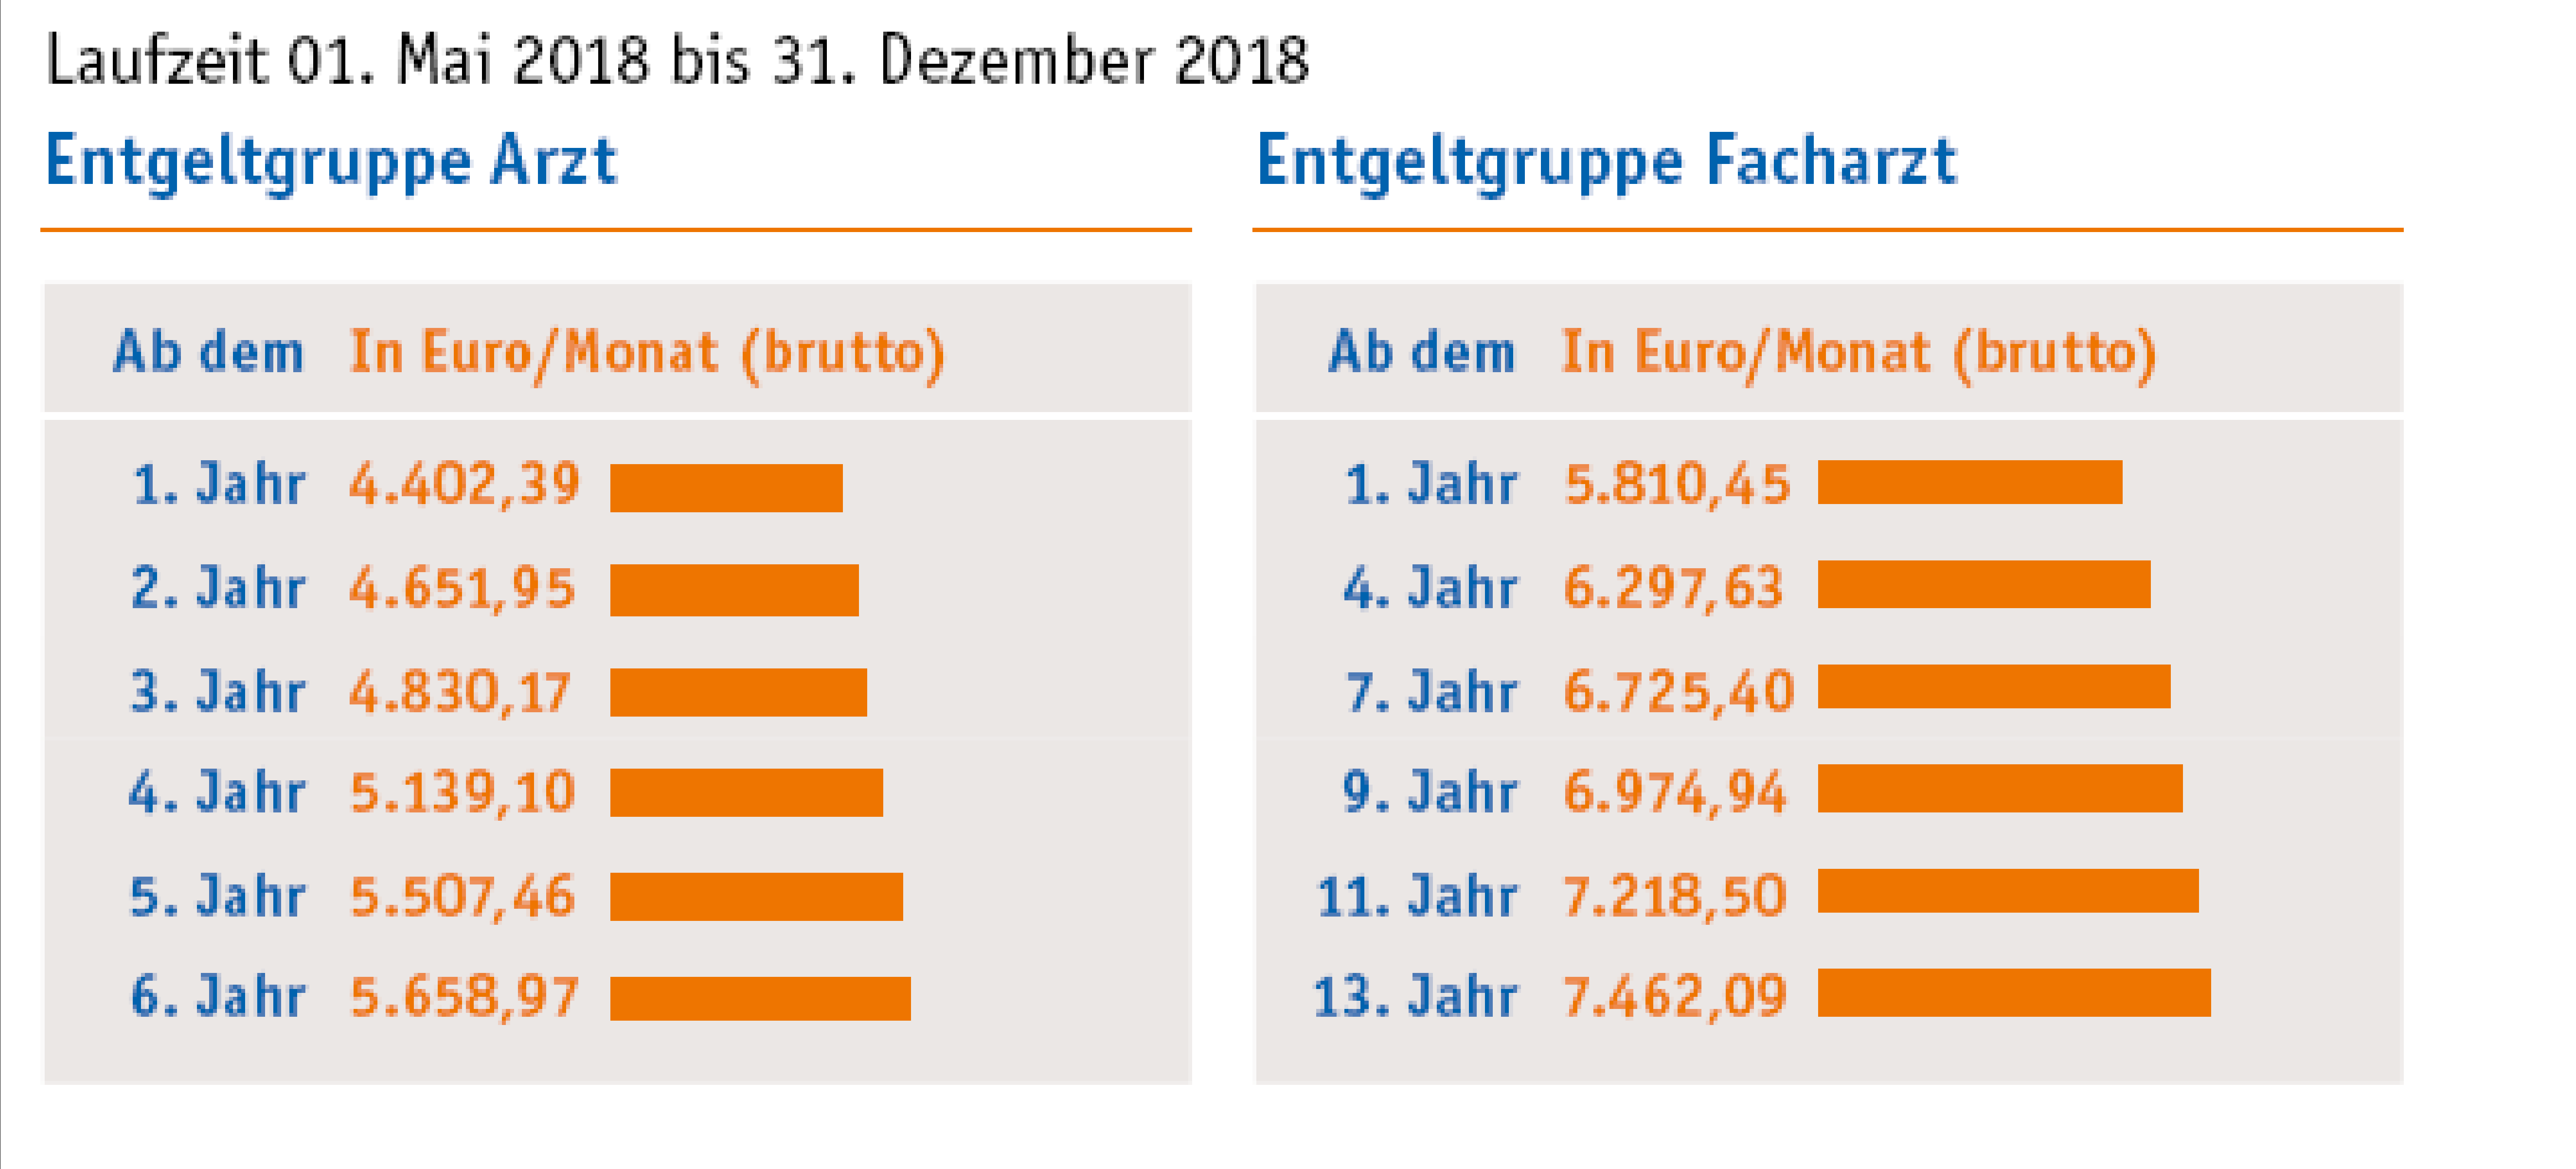 Laufzeit 01. Mai 2018 bis 31. Dezember 2018
Entgeltgruppe Arzt
Ab dem In Euro/Monat (brutto)
1. Jahr 4.402,39
2. Jahr 4.651,95
3. Jahr 4.830,17
4. Jahr 5.139,10
5. Jahr 5.507,46
6. Jahr 5.658,97
Entgeltgruppe Facharzt
Ab dem In Euro/Monat (brutto)
1. Jahr 5.810,45
4. Jahr 6.297,63
7. Jahr 6.725,40
9. Jahr 6.974,94
11. Jahr 7.218,50
13. Jahr 7.462,09